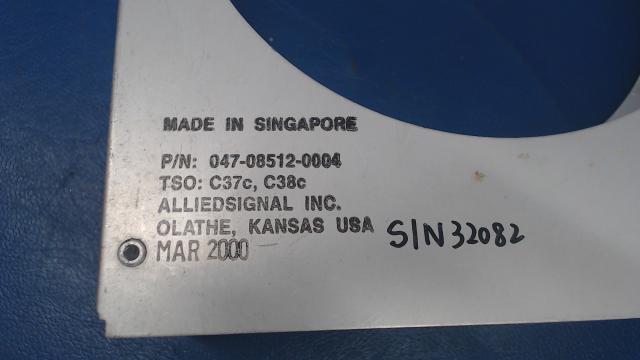 MADE IN SINGAPORE
P/N: 047-08512-0004
TSO: C37c, C38c
ALLIEDSIGNAL INC.
OLATHE, KANSAS USA S/N 32082
MAR 2000